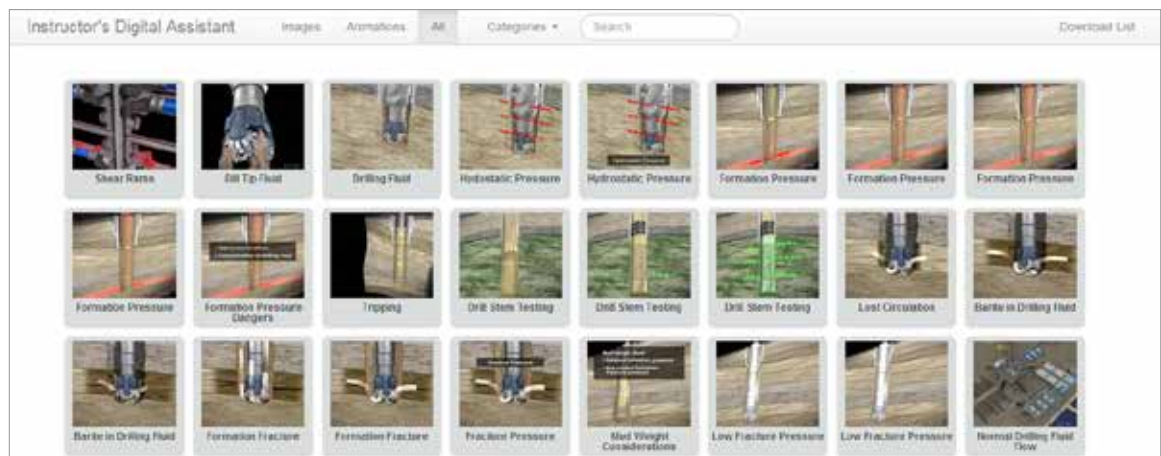 Instructor's Digital Assistant Images Animations All Categories Search Download List
Shear Rams Bit Tip Fluid Drilling Fluid Hydrostatic Pressure Hydrostatic Pressure Formation Pressure Formation Pressure Formation Pressure
Formation Pressure Formation Pressure Tripping Drill Stem Testing Drill Stem Testing Drill Stem Testing Lost Circulation Barite in Drilling Fluid
Dangers
Barite in Drilling Fluid Formation Fracture Formation Fracture Fracture Pressure Mud Weight Low Fracture Pressure Low Fracture Pressure Normal Drilling Fluid
Considerations Flow